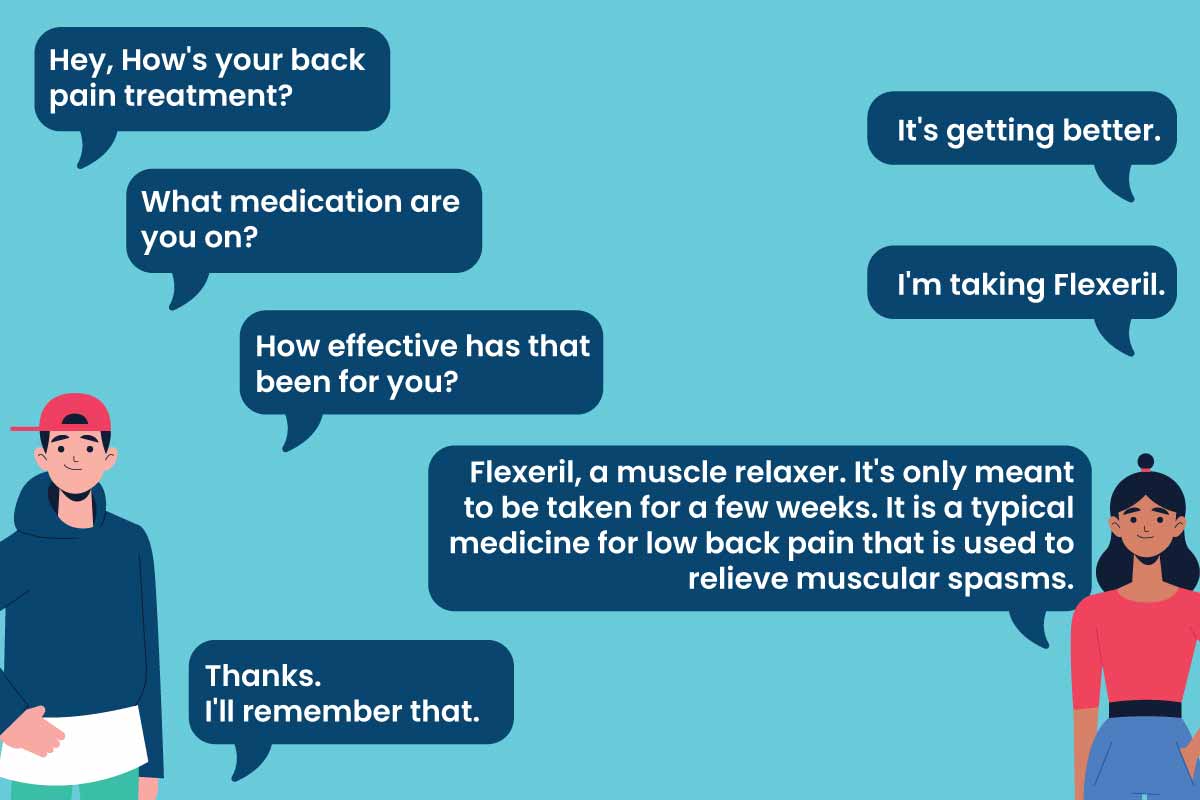 Hey, How's your back
pain treatment?
It's getting better.
What medication are
you on?
I'm taking Flexeril.
How effective has that
been for you?
Flexeril, a muscle relaxer. It's only meant
to be taken for a few weeks. It is a typical
medicine for low back pain that is used to
relieve muscular spasms.
Thanks.
I'll remember that.